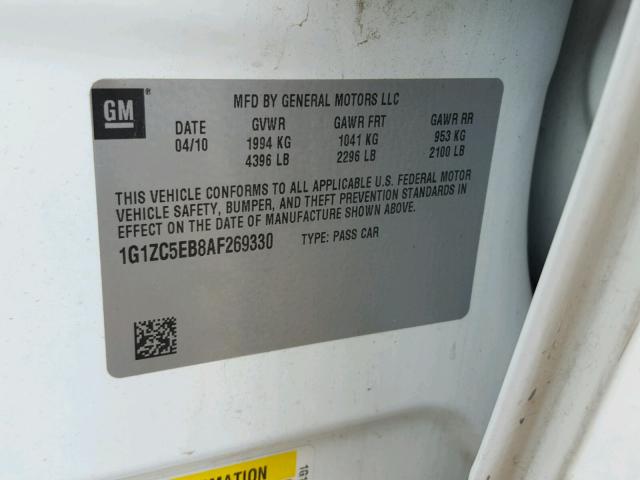 GM ®
MFD BY GENERAL MOTORS LLC
DATE GVWR GAWR FRT GAWR RR
04/10 1994 KG 1041 KG 953 KG
4396 LB 2296 LB 2100 LB
THIS VEHICLE CONFORMS TO ALL APPLICABLE U.S. FEDERAL MOTOR
VEHICLE SAFETY, BUMPER, AND THEFT PREVENTION STANDARDS IN
EFFECT ON THE DATE OF MANUFACTURE SHOWN ABOVE.
1G1ZC5EB8AF269330 TYPE: PASS CAR